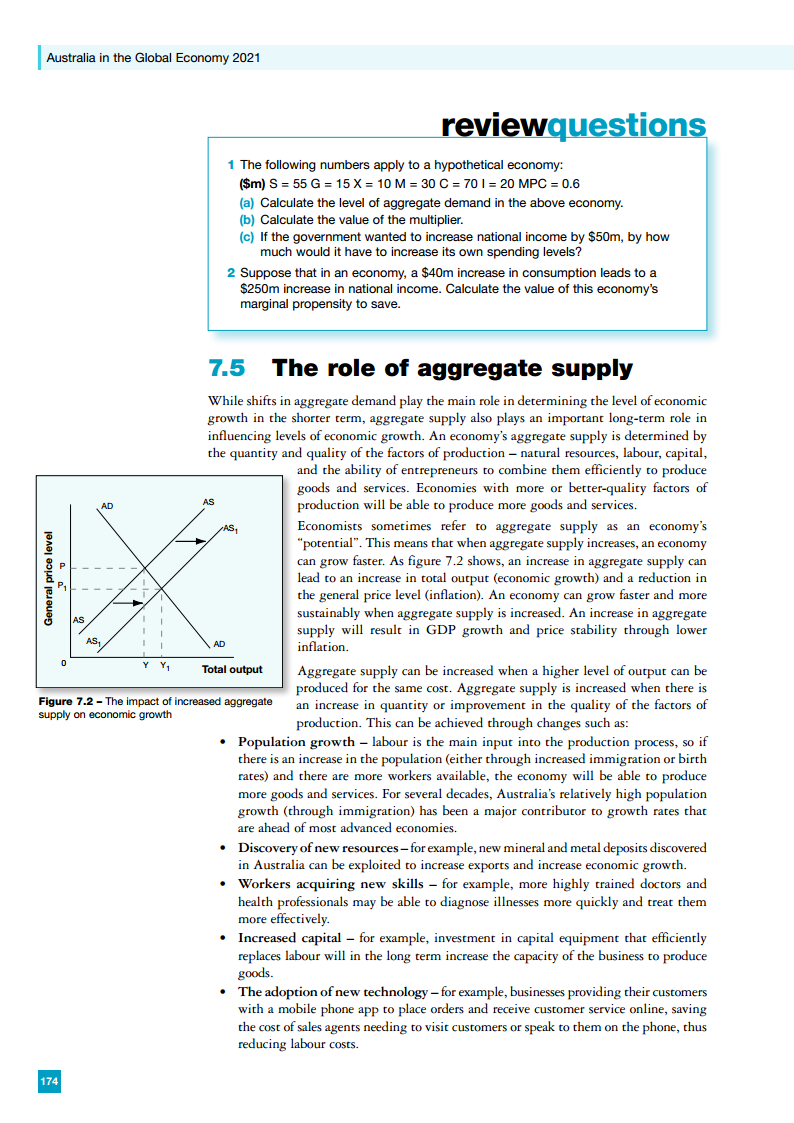 Australia in the Global Economy 2021
reviewquestions
1 The following numbers apply to a hypothetical economy:
($m) S = 55 G = 15 X = 10 M = 30 C = 70 I = 20 MPC = 0.6
(a) Calculate the level of aggregate demand in the above economy.
(b) Calculate the value of the multiplier.
(c) If the government wanted to increase national income by $50m, by how
much would it have to increase its own spending levels?
2 Suppose that in an economy, a $40m increase in consumption leads to a
$250m increase in national income. Calculate the value of this economy's
marginal propensity to save.
7.5 The role of aggregate supply
While shifts in aggregate demand play the main role in determining the level of economic
growth in the shorter term, aggregate supply also plays an important long-term role in
influencing levels of economic growth. An economy's aggregate supply is determined by
the quantity and quality of the factors of production – natural resources, labour, capital,
and the ability of entrepreneurs to combine them efficiently to produce
goods and services. Economies with more or better-quality factors of
production will be able to produce more goods and services.
Economists sometimes refer to aggregate supply as an economy's
"potential". This means that when aggregate supply increases, an economy
can grow faster. As figure 7.2 shows, an increase in aggregate supply can
lead to an increase in total output (economic growth) and a reduction in
the general price level (inflation). An economy can grow faster and more
sustainably when aggregate supply is increased. An increase in aggregate
supply will result in GDP growth and price stability through lower
inflation.
General price level
AD
AS
AS1
P
P1
AS
AS1
AD
0
Y Y1
Total output
Figure 7.2 – The impact of increased aggregate
supply on economic growth
Aggregate supply can be increased when a higher level of output can be
produced for the same cost. Aggregate supply is increased when there is
an increase in quantity or improvement in the quality of the factors of
production. This can be achieved through changes such as:
• Population growth – labour is the main input into the production process, so if
there is an increase in the population (either through increased immigration or birth
rates) and there are more workers available, the economy will be able to produce
more goods and services. For several decades, Australia's relatively high population
growth (through immigration) has been a major contributor to growth rates that
are ahead of most advanced economies.
• Discovery of new resources – for example, new mineral and metal deposits discovered
in Australia can be exploited to increase exports and increase economic growth.
• Workers acquiring new skills – for example, more highly trained doctors and
health professionals may be able to diagnose illnesses more quickly and treat them
more effectively.
• Increased capital – for example, investment in capital equipment that efficiently
replaces labour will in the long term increase the capacity of the business to produce
goods.
• The adoption of new technology – for example, businesses providing their customers
with a mobile phone app to place orders and receive customer service online, saving
the cost of sales agents needing to visit customers or speak to them on the phone, thus
reducing labour costs.
174